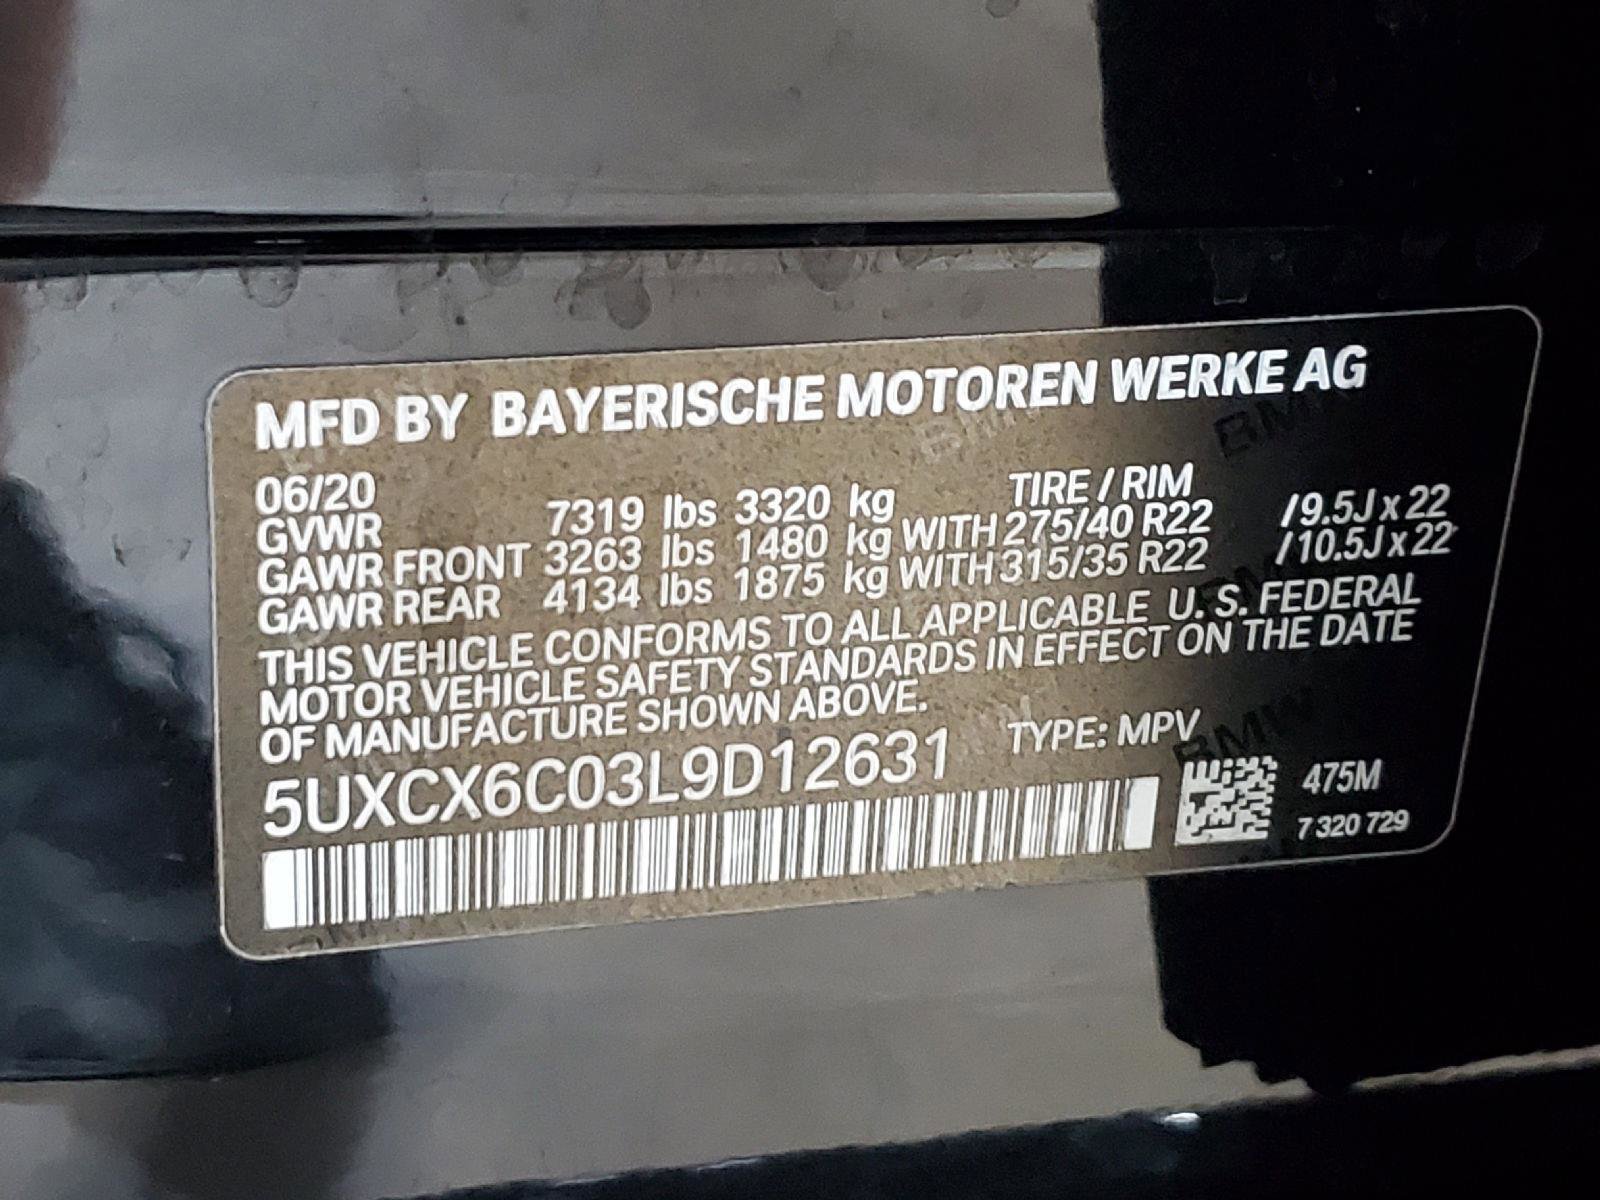 MFD BY BAYERISCHE MOTOREN WERKE AG
06/20 TIRE / RIM
GVWR 7319 lbs 3320 kg
GAWR FRONT 3263 lbs 1480 kg WITH 275/40 R22 /9.5J x 22
GAWR REAR 4134 lbs 1875 kg WITH 315/35 R22 /10.5J x 22
THIS VEHICLE CONFORMS TO ALL APPLICABLE U. S. FEDERAL
MOTOR VEHICLE SAFETY STANDARDS IN EFFECT ON THE DATE
OF MANUFACTURE SHOWN ABOVE.
5UXCX6C03L9D12631 TYPE: MPV
475M
7 320 729
BMW
BMW